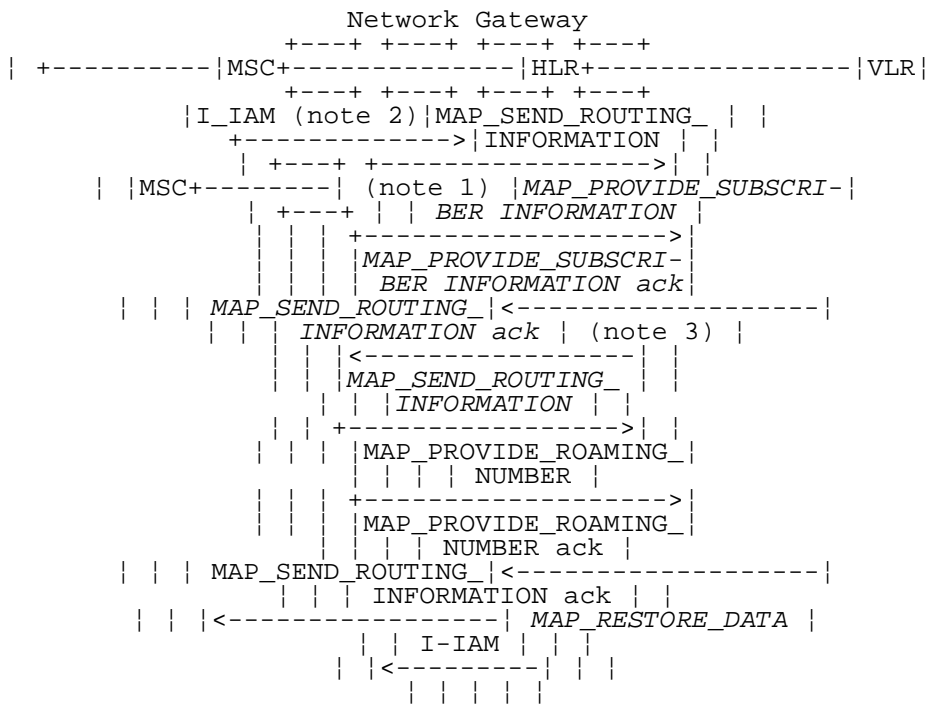 Network Gateway
+---+ +---+ +---+ +---+
¦ +----------¦MSC+--------------¦HLR+----------------¦VLR¦
+---+ +---+ +---+ +---+
¦I_IAM (note 2)¦MAP_SEND_ROUTING_ ¦ ¦
+------------->¦INFORMATION ¦ ¦
¦ +---+ +----------------->¦ ¦
¦ ¦MSC+--------¦ (note 1) ¦MAP_PROVIDE_SUBSCRI-¦
¦ +---+ ¦ ¦ BER INFORMATION ¦
¦ ¦ ¦ +------------------->¦
¦ ¦ ¦ ¦MAP_PROVIDE_SUBSCRI-¦
¦ ¦ ¦ ¦ BER INFORMATION ack¦
¦ ¦ ¦ MAP_SEND_ROUTING_¦<-------------------¦
¦ ¦ ¦ INFORMATION ack ¦ (note 3) ¦
¦ ¦ ¦<-----------------¦ ¦
¦ ¦ ¦MAP_SEND_ROUTING_ ¦ ¦
¦ ¦ ¦INFORMATION ¦ ¦
¦ ¦ +----------------->¦ ¦
¦ ¦ ¦ ¦MAP_PROVIDE_ROAMING_¦
¦ ¦ ¦ ¦ NUMBER ¦
¦ ¦ ¦ +------------------->¦
¦ ¦ ¦ ¦MAP_PROVIDE_ROAMING_¦
¦ ¦ ¦ ¦ NUMBER ack ¦
¦ ¦ ¦ MAP_SEND_ROUTING_¦<-------------------¦
¦ ¦ ¦ INFORMATION ack ¦ ¦
¦ ¦ ¦<-----------------¦ MAP_RESTORE_DATA ¦
¦ ¦ I-IAM ¦ ¦ ¦
¦ ¦<---------¦ ¦ ¦
¦ ¦ ¦ ¦ ¦